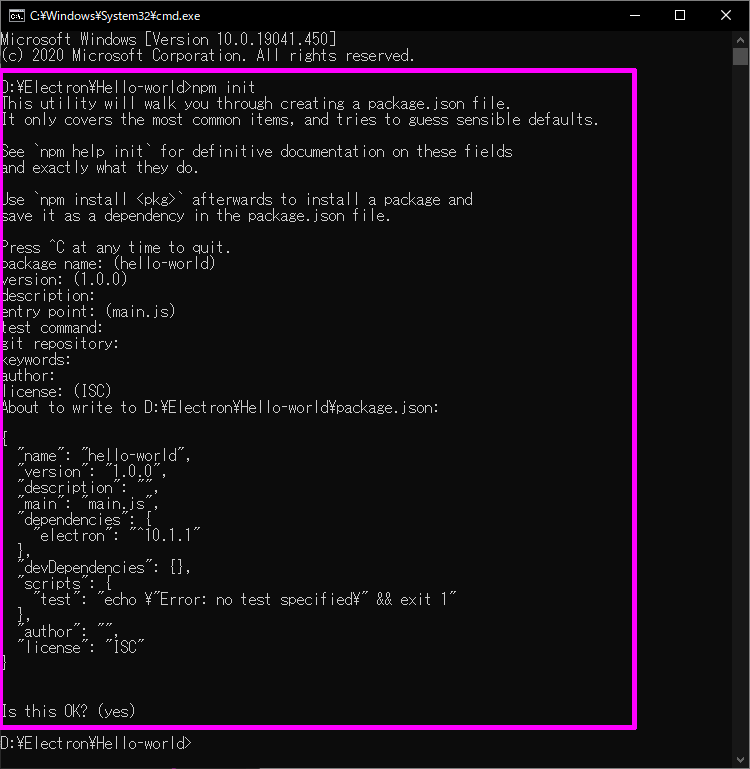 C:¥Windows¥System32¥cmd.exe
Microsoft Windows [Version 10.0.19041.450]
(c) 2020 Microsoft Corporation. All rights reserved.
D:¥Electron¥Hello-world>npm init
This utility will walk you through creating a package.json file.
It only covers the most common items, and tries to guess sensible defaults.
See `npm help init` for definitive documentation on these fields
and exactly what they do.
Use `npm install <pkg>` afterwards to install a package and
save it as a dependency in the package.json file.
Press ^C at any time to quit.
package name: (hello-world)
version: (1.0.0)
description:
entry point: (main.js)
test command:
git repository:
keywords:
author:
license: (ISC)
About to write to D:¥Electron¥Hello-world¥package.json:
{
  "name": "hello-world",
  "version": "1.0.0",
  "description": "",
  "main": "main.js",
  "dependencies": {
    "electron": "^10.1.1"
  },
  "devDependencies": {},
  "scripts": {
    "test": "echo ¥"Error: no test specified¥" && exit 1"
  },
  "author": "",
  "license": "ISC"
}
Is this OK? (yes)
D:¥Electron¥Hello-world>